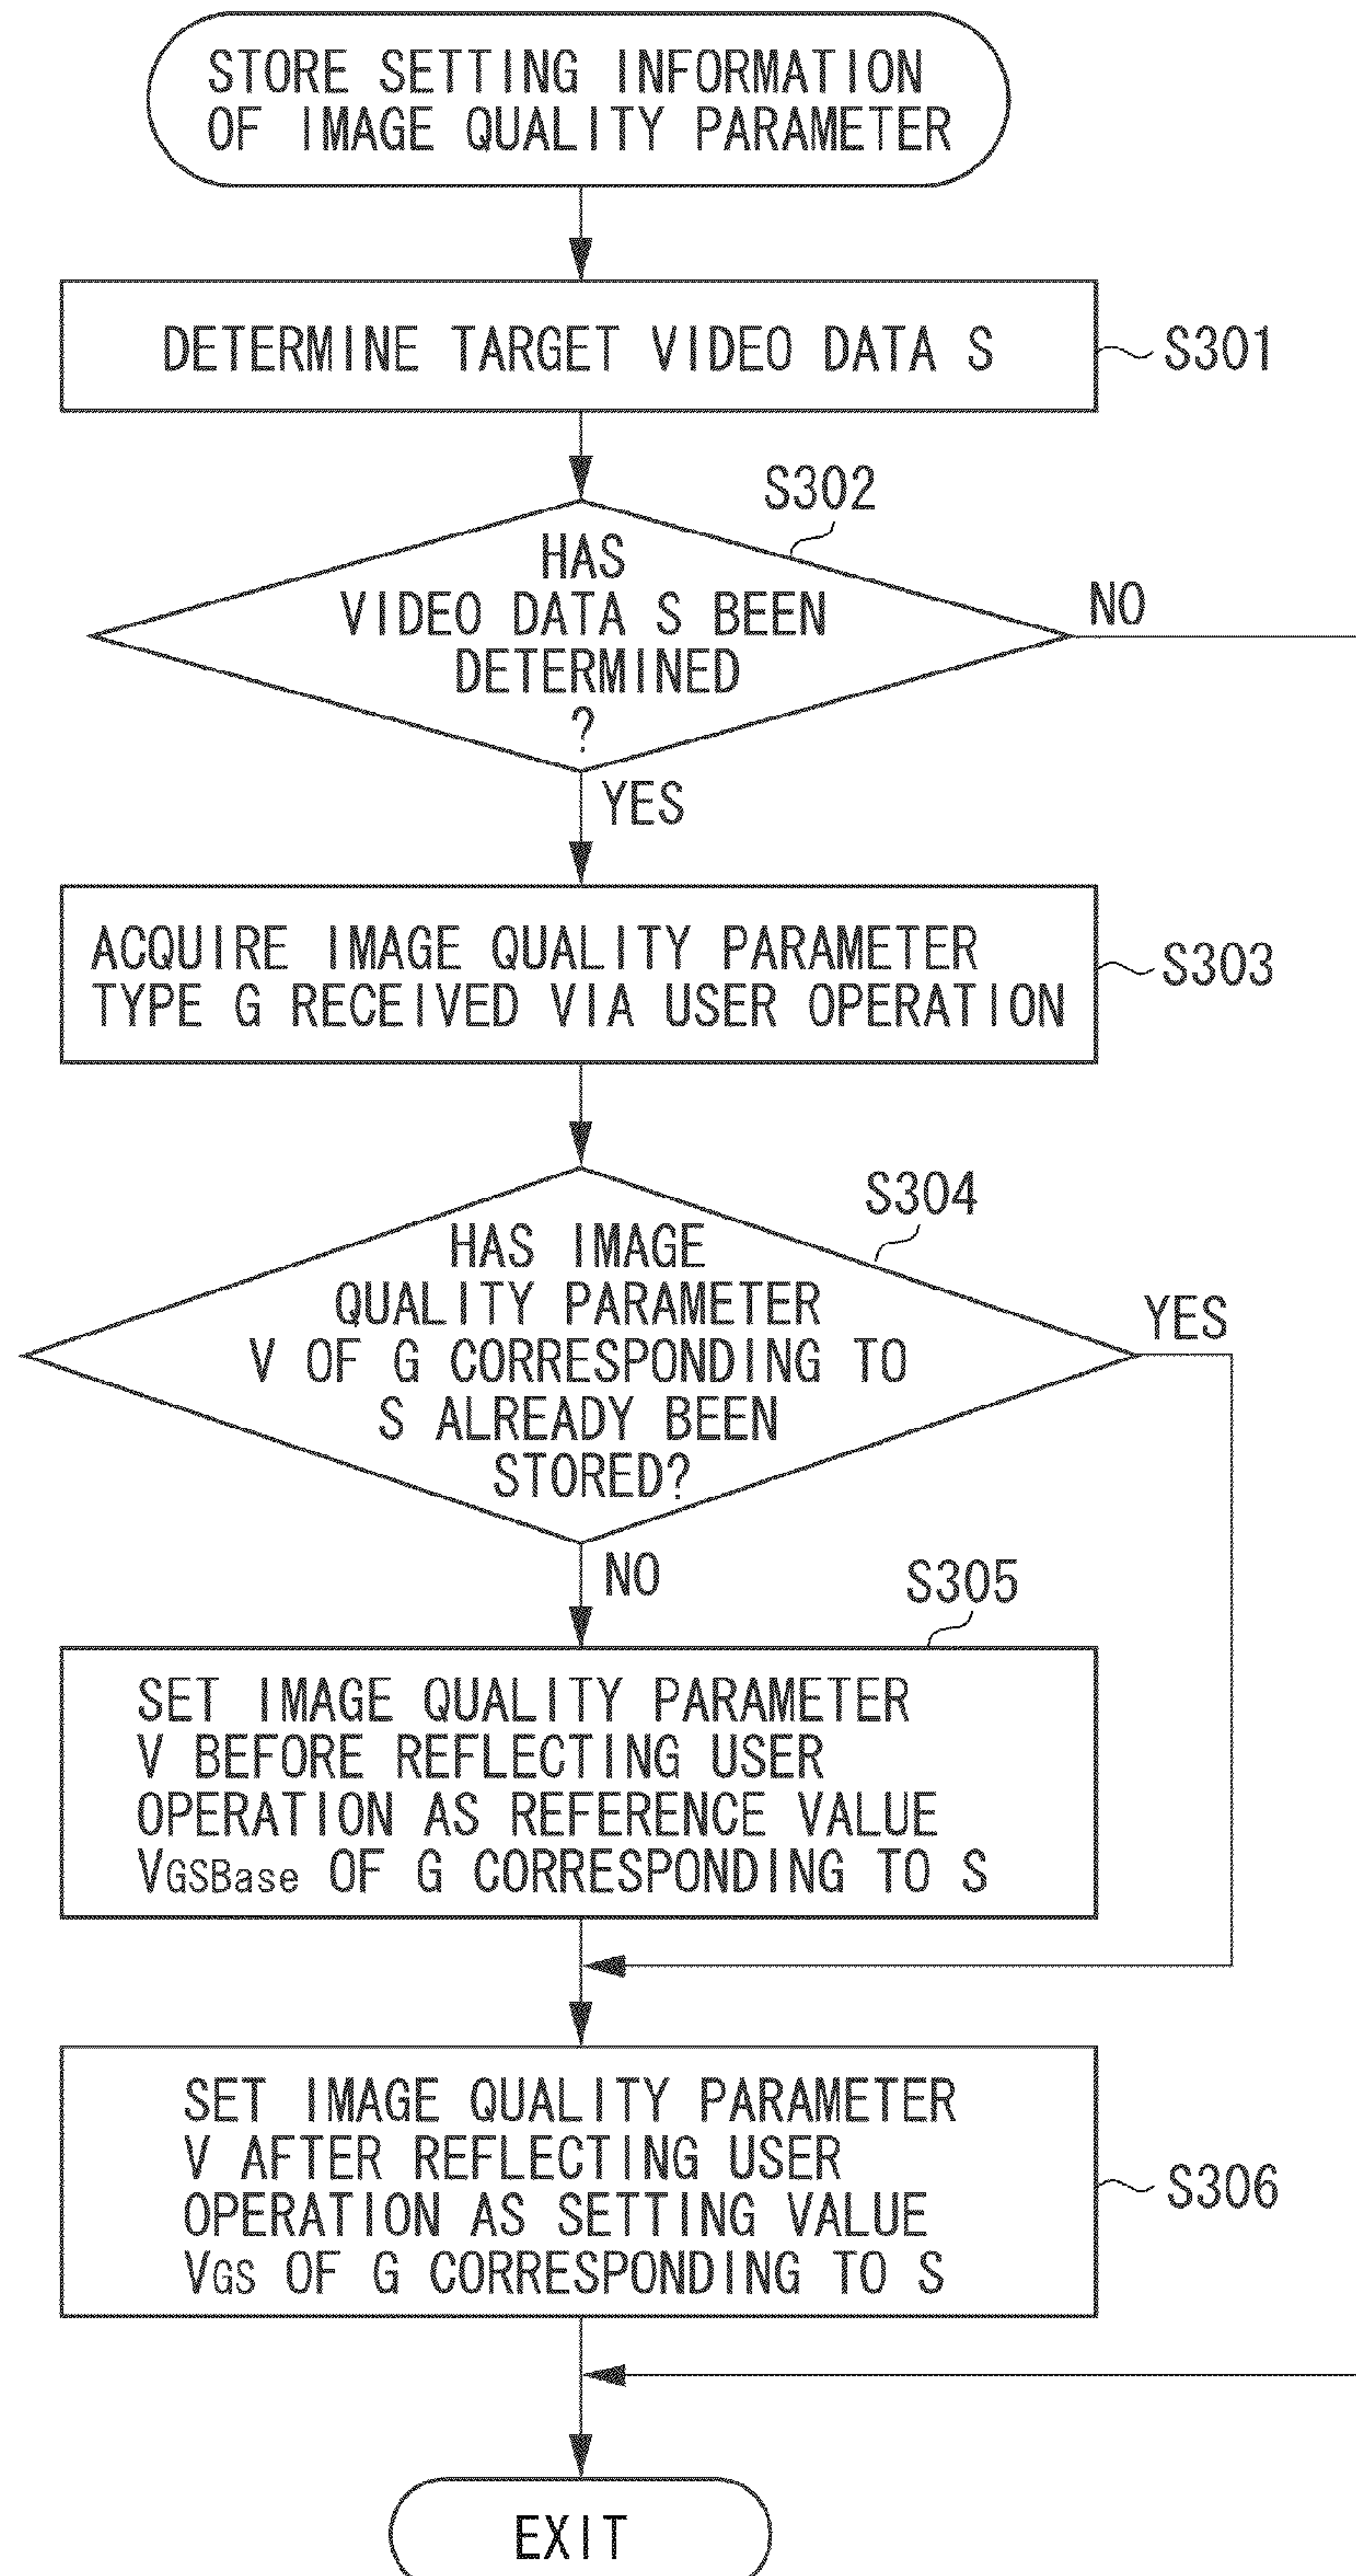 STORE SETTING INFORMATION
OF IMAGE QUALITY PARAMETER
DETERMINE TARGET VIDEO DATA S
S301
S302
HAS
VIDEO DATA S BEEN
DETERMINED
?
NO
YES
ACQUIRE IMAGE QUALITY PARAMETER
TYPE G RECEIVED VIA USER OPERATION
S303
S304
HAS IMAGE
QUALITY PARAMETER
V OF G CORRESPONDING TO
S ALREADY BEEN
STORED?
YES
NO
S305
SET IMAGE QUALITY PARAMETER
V BEFORE REFLECTING USER
OPERATION AS REFERENCE VALUE
VGSBase OF G CORRESPONDING TO S
SET IMAGE QUALITY PARAMETER
V AFTER REFLECTING USER
OPERATION AS SETTING VALUE
VGS OF G CORRESPONDING TO S
S306
EXIT